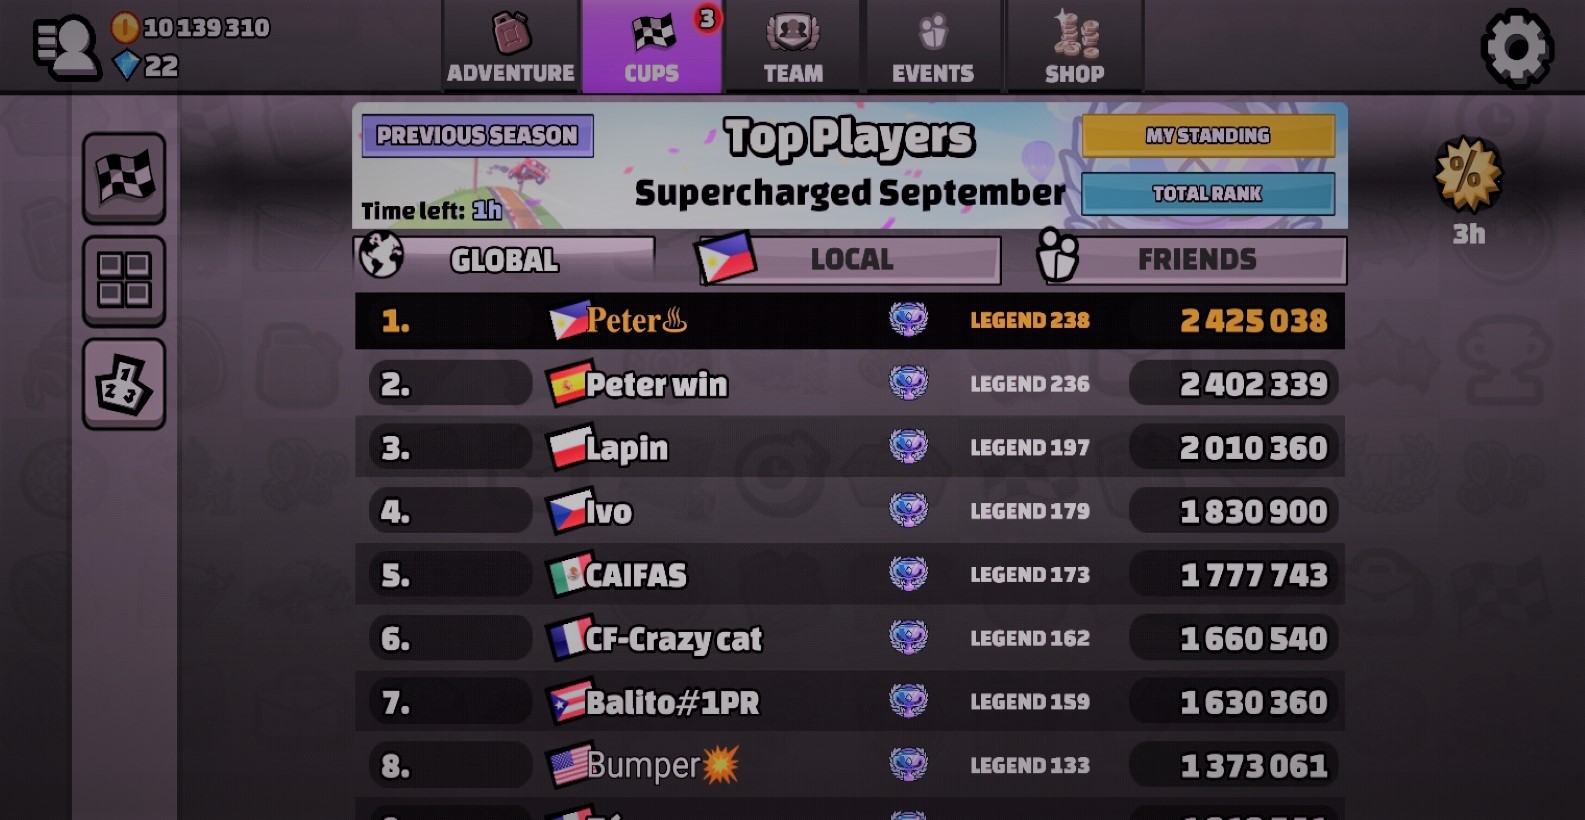 10 139 310
22
ADVENTURE
CUPS
3
TEAM
EVENTS
SHOP
PREVIOUS SEASON
Top Players
MY STANDING
Supercharged September
TOTAL RANK
Time left: 1h
3h
GLOBAL
LOCAL
FRIENDS
1. Peter♨ LEGEND 238 2 425 038
2. Peter win LEGEND 236 2 402 339
3. Lapin LEGEND 197 2 010 360
4. Ivo LEGEND 179 1 830 900
5. CAIFAS LEGEND 173 1 777 743
6. CF-Crazy cat LEGEND 162 1 660 540
7. Balito#1PR LEGEND 159 1 630 360
8. Bumper💥 LEGEND 133 1 373 061